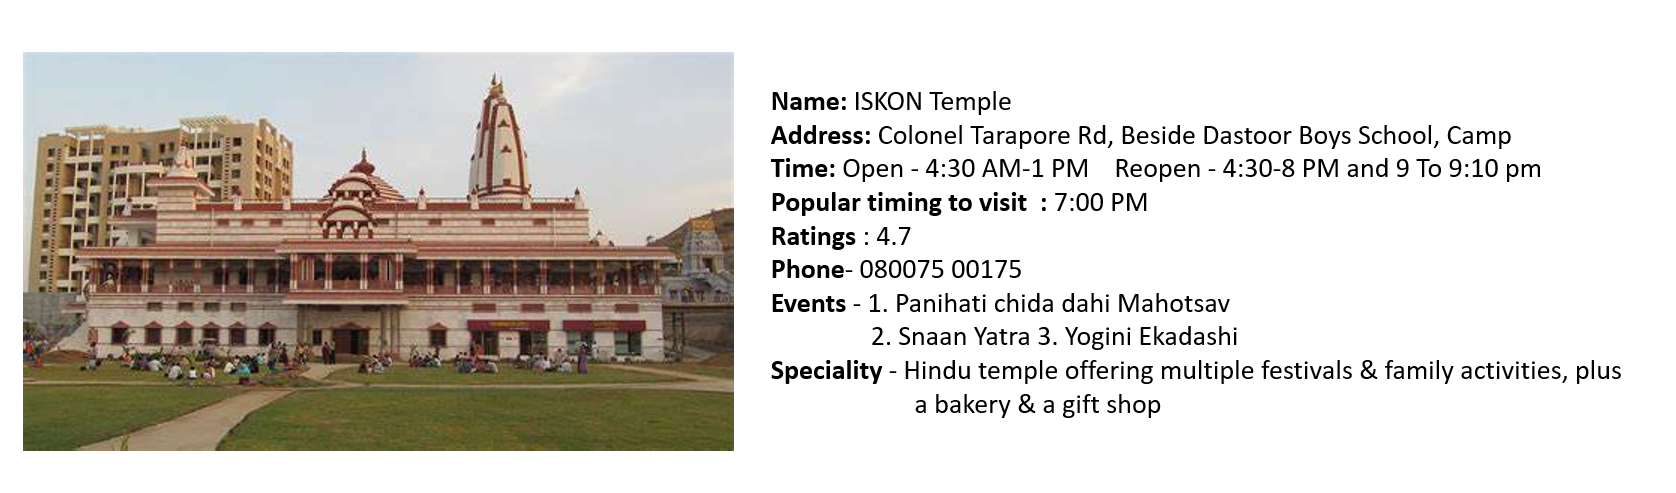 Name: ISKON Temple
Address: Colonel Tarapore Rd, Beside Dastoor Boys School, Camp
Time: Open - 4:30 AM-1 PM    Reopen - 4:30-8 PM and 9 To 9:10 pm
Popular timing to visit  : 7:00 PM
Ratings : 4.7
Phone- 080075 00175
Events - 1. Panihati chida dahi Mahotsav
2. Snaan Yatra 3. Yogini Ekadashi
Speciality - Hindu temple offering multiple festivals & family activities, plus
a bakery & a gift shop